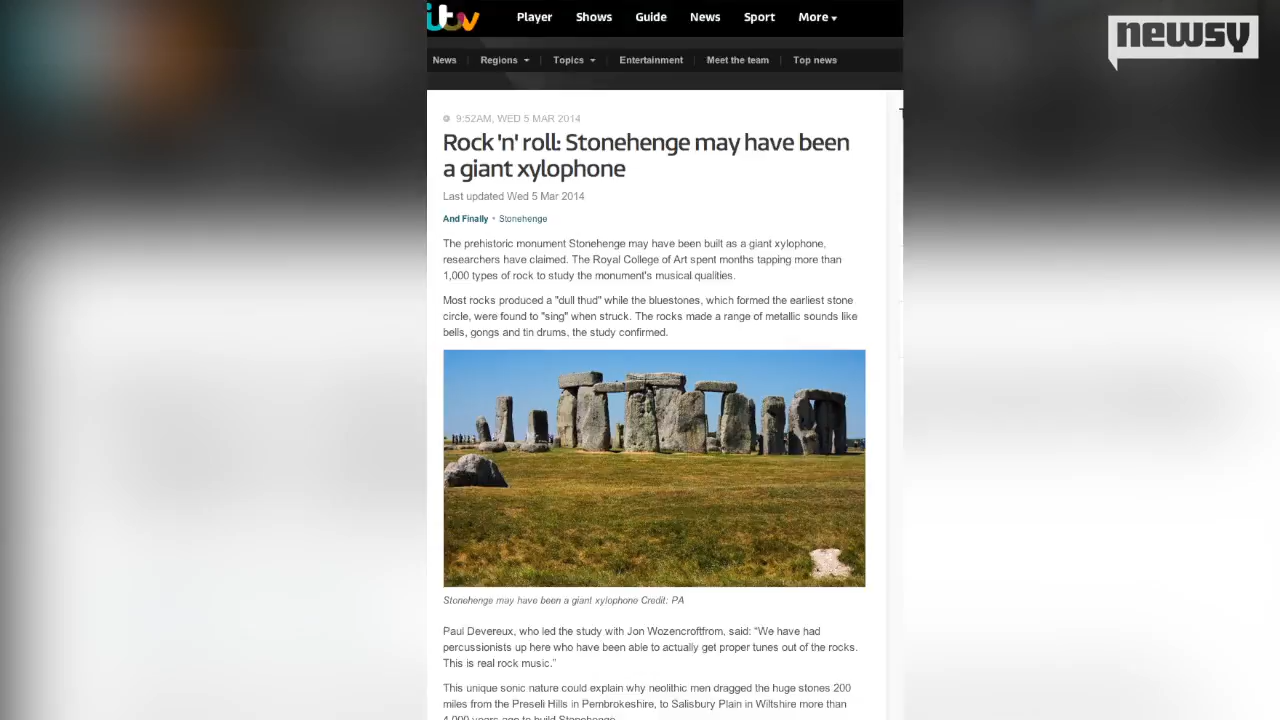 itv Player Shows Guide News Sport More
newsy
News Regions Topics Entertainment Meet the team Top news
9:52AM, WED 5 MAR 2014
Rock 'n' roll: Stonehenge may have been
a giant xylophone
Last updated Wed 5 Mar 2014
And Finally • Stonehenge
The prehistoric monument Stonehenge may have been built as a giant xylophone,
researchers have claimed. The Royal College of Art spent months tapping more than
1,000 types of rock to study the monument's musical qualities.
Most rocks produced a "dull thud" while the bluestones, which formed the earliest stone
circle, were found to "sing" when struck. The rocks made a range of metallic sounds like
bells, gongs and tin drums, the study confirmed.
Stonehenge may have been a giant xylophone Credit: PA
Paul Devereux, who led the study with Jon Wozencroftfrom, said: "We have had
percussionists up here who have been able to actually get proper tunes out of the rocks.
This is real rock music."
This unique sonic nature could explain why neolithic men dragged the huge stones 200
miles from the Preseli Hills in Pembrokeshire, to Salisbury Plain in Wiltshire more than
4,000 years ago to build Stonehenge.